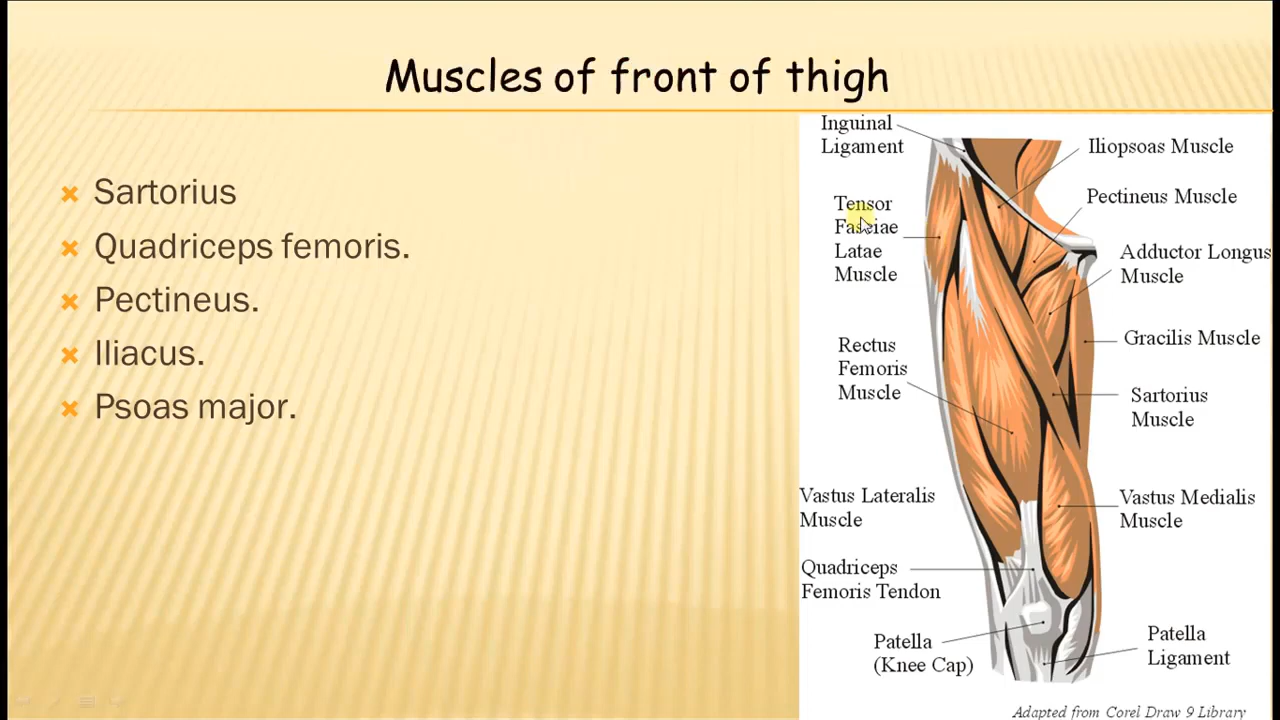 Muscles of front of thigh
Sartorius
Quadriceps femoris.
Pectineus.
Iliacus.
Psoas major.
Inguinal
Ligament
Tensor
Fasciae
Latae
Muscle
Rectus
Femoris
Muscle
Vastus Lateralis
Muscle
Quadriceps
Femoris Tendon
Patella
(Knee Cap)
Iliopsoas Muscle
Pectineus Muscle
Adductor Longus
Muscle
Gracilis Muscle
Sartorius
Muscle
Vastus Medialis
Muscle
Patella
Ligament
Adapted from Corel Draw 9 Library